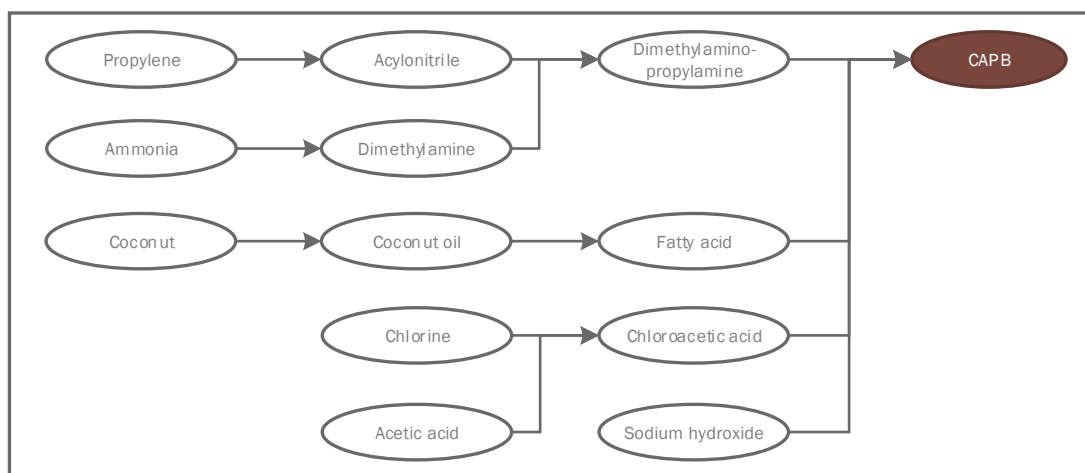 Propylene
Acylonitrile
Dimethylamino-
propylamine
CAPB
Ammonia
Dimethylamine
Coconut
Coconut oil
Fatty acid
Chlorine
Chloroacetic acid
Acetic acid
Sodium hydroxide